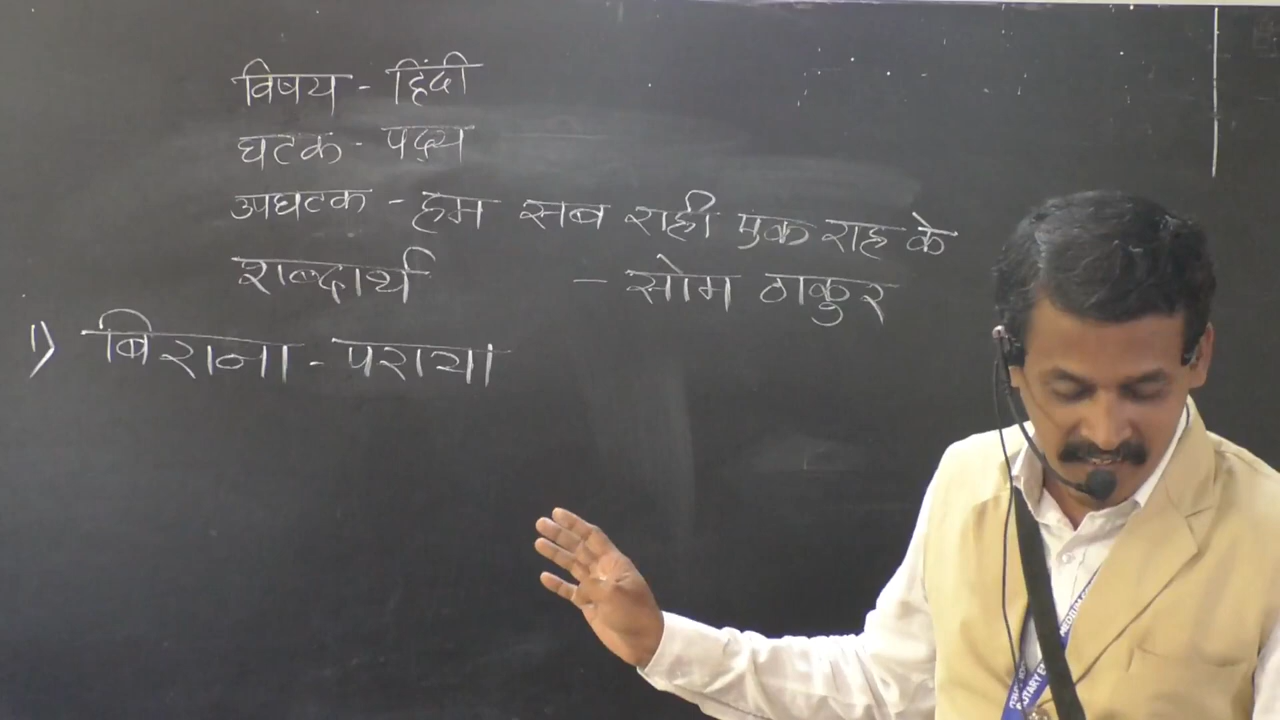 विषय - हिंदी
घटक - पद्य
उपघटक - हम सब राही एक राह के
शब्दार्थ - सोम ठाकुर
1) बिराना - पराया